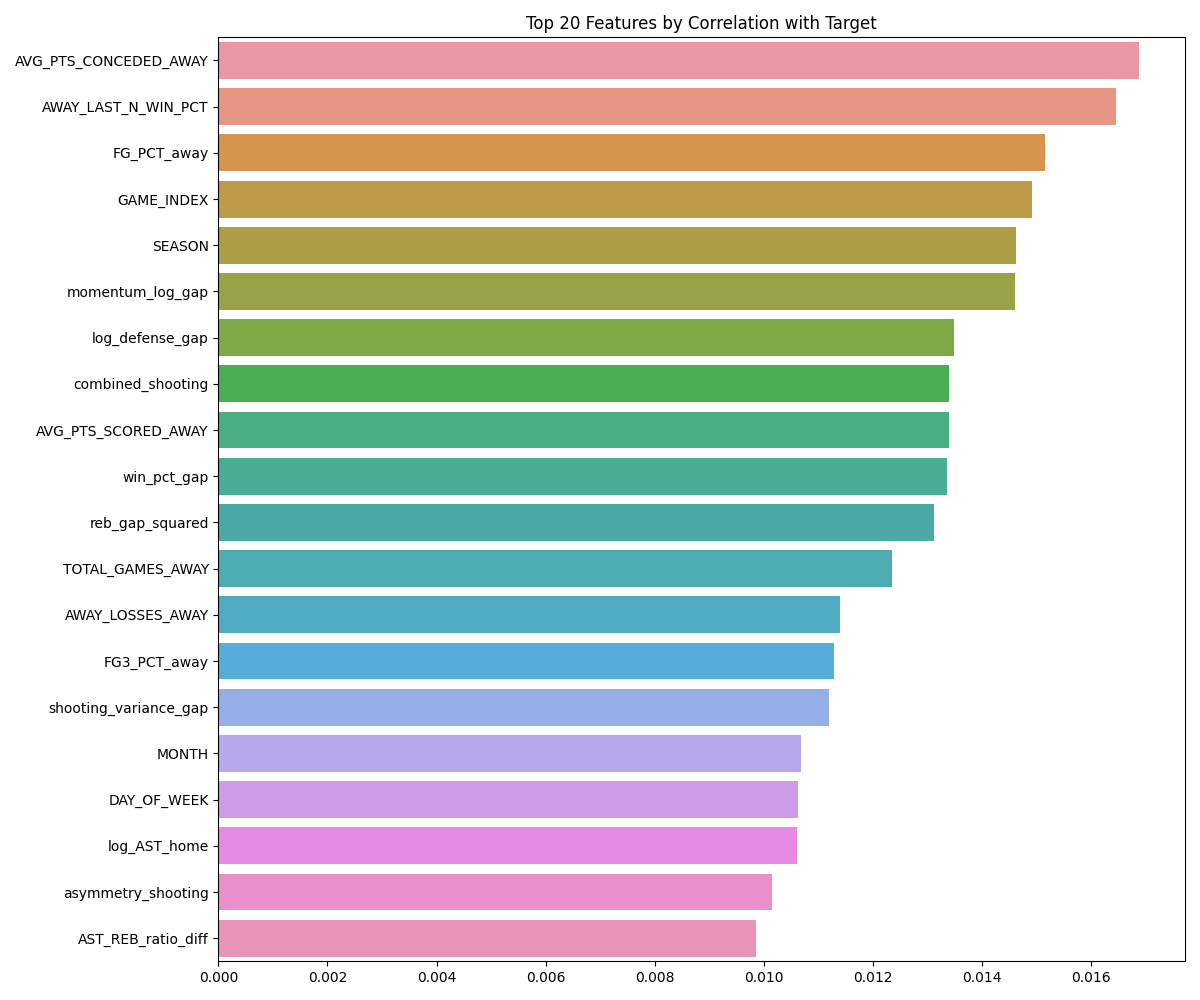 Top 20 Features by Correlation with Target
AVG_PTS_CONCEDED_AWAY
AWAY_LAST_N_WIN_PCT
FG_PCT_away
GAME_INDEX
SEASON
momentum_log_gap
log_defense_gap
combined_shooting
AVG_PTS_SCORED_AWAY
win_pct_gap
reb_gap_squared
TOTAL_GAMES_AWAY
AWAY_LOSSES_AWAY
FG3_PCT_away
shooting_variance_gap
MONTH
DAY_OF_WEEK
log_AST_home
asymmetry_shooting
AST_REB_ratio_diff
0.000 0.002 0.004 0.006 0.008 0.010 0.012 0.014 0.016